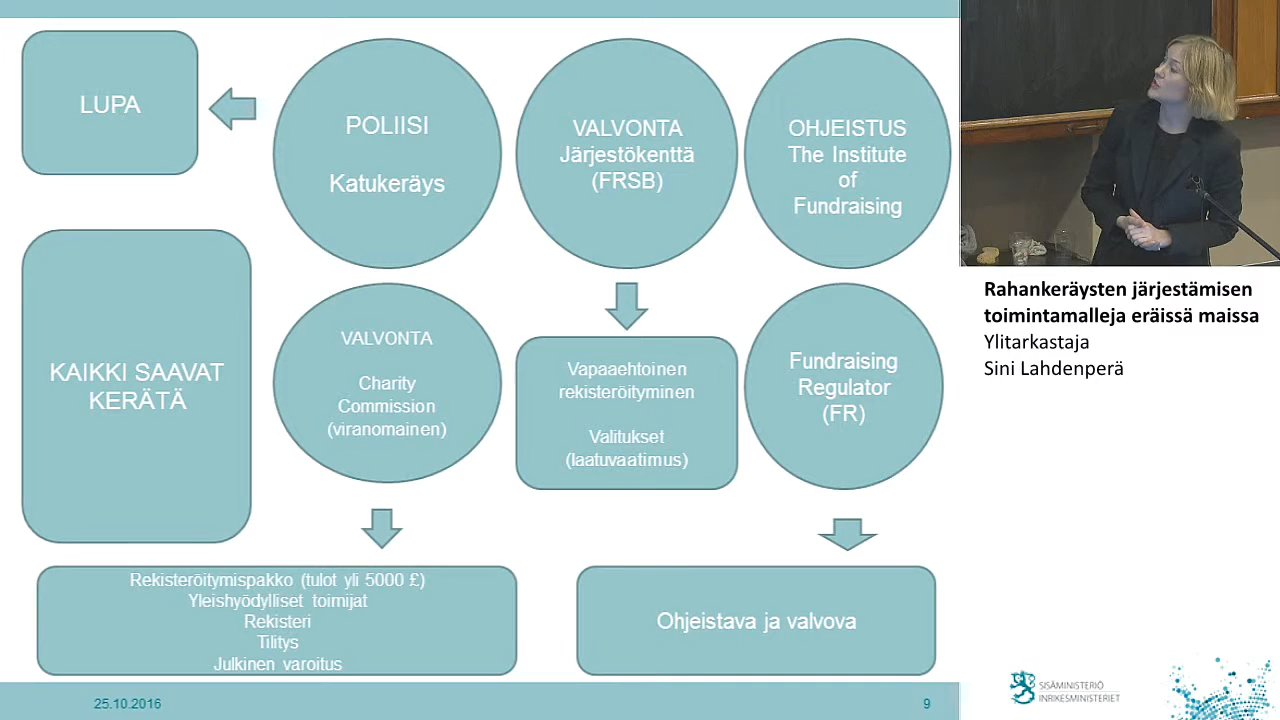 LUPA
POLIISI
Katukeräys
VALVONTA
Järjestökenttä
(FRSB)
OHJEISTUS
The Institute
of
Fundraising
KAIKKI SAAVAT
KERÄTÄ
VALVONTA
Charity
Commission
(viranomainen)
Vapaaehtoinen
rekisteröityminen
Valitukset
(laatuvaatimus)
Fundraising
Regulator
(FR)
Rekisteröitymispakko (tulot yli 5000 £)
Yleishyödylliset toimijat
Rekisteri
Tilitys
Julkinen varoitus
Ohjeistava ja valvova
25.10.2016
9
Rahankeräysten järjestämisen
toimintamalleja eräissä maissa
Ylitarkastaja
Sini Lahdenperä
SISÄMINISTERIÖ
INRIKESMINISTERIET